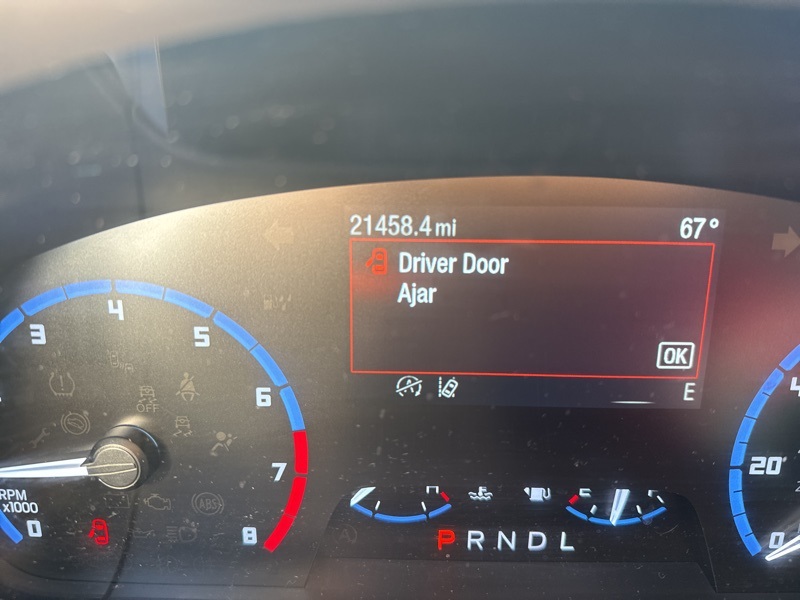 21458.4 mi 67°
Driver Door
Ajar
OK
E
3 4 5 6 7 8 0
RPM
x1000
OFF
ABS
20
0
P R N D L